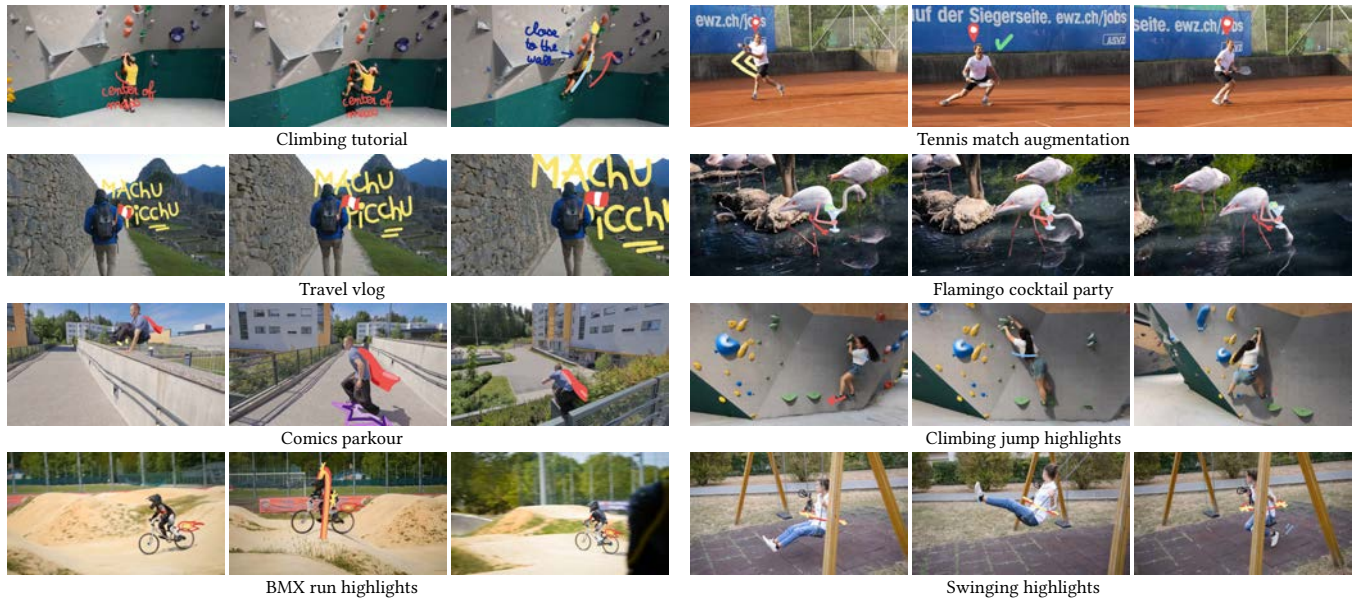 center of
mass
center of
mass
close
to the
wall
Climbing tutorial
ewz.ch/jobs
auf der Siegerseite. ewz.ch/jobs
ASVZ
seite. ewz.ch/jobs
Tennis match augmentation
MACHU
PICCHU
MACHU
PICCHU
MACHU
PICCHU
Travel vlog
Flamingo cocktail party
Comics parkour
Climbing jump highlights
BMX run highlights
Swinging highlights